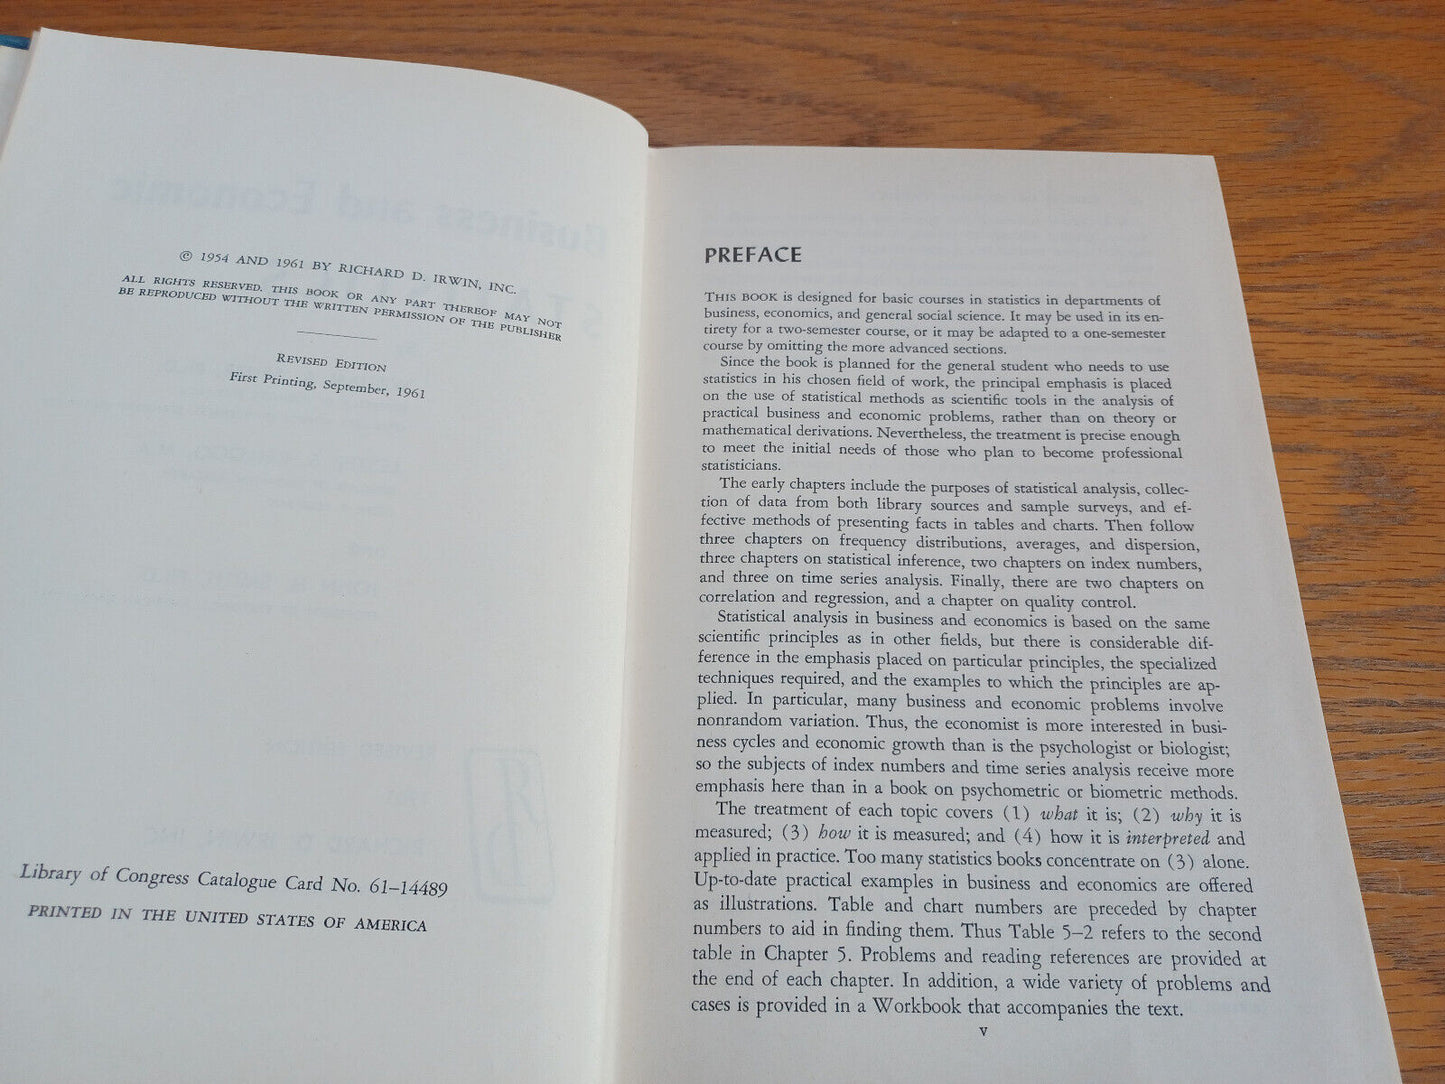 © 1954 AND 1961 BY RICHARD D. IRWIN, INC.
ALL RIGHTS RESERVED. THIS BOOK OR ANY PART THEREOF MAY NOT
BE REPRODUCED WITHOUT THE WRITTEN PERMISSION OF THE PUBLISHER
REVISED EDITION
First Printing, September, 1961
Library of Congress Catalogue Card No. 61–14489
PRINTED IN THE UNITED STATES OF AMERICA
PREFACE
THIS BOOK is designed for basic courses in statistics in departments of
business, economics, and general social science. It may be used in its en-
tirety for a two-semester course, or it may be adapted to a one-semester
course by omitting the more advanced sections.
Since the book is planned for the general student who needs to use
statistics in his chosen field of work, the principal emphasis is placed
on the use of statistical methods as scientific tools in the analysis of
practical business and economic problems, rather than on theory or
mathematical derivations. Nevertheless, the treatment is precise enough
to meet the initial needs of those who plan to become professional
statisticians.
The early chapters include the purposes of statistical analysis, collec-
tion of data from both library sources and sample surveys, and ef-
fective methods of presenting facts in tables and charts. Then follow
three chapters on frequency distributions, averages, and dispersion,
three chapters on statistical inference, two chapters on index numbers,
and three on time series analysis. Finally, there are two chapters on
correlation and regression, and a chapter on quality control.
Statistical analysis in business and economics is based on the same
scientific principles as in other fields, but there is considerable dif-
ference in the emphasis placed on particular principles, the specialized
techniques required, and the examples to which the principles are ap-
plied. In particular, many business and economic problems involve
nonrandom variation. Thus, the economist is more interested in busi-
ness cycles and economic growth than is the psychologist or biologist;
so the subjects of index numbers and time series analysis receive more
emphasis here than in a book on psychometric or biometric methods.
The treatment of each topic covers (1) what it is; (2) why it is
measured; (3) how it is measured; and (4) how it is interpreted and
applied in practice. Too many statistics books concentrate on (3) alone.
Up-to-date practical examples in business and economics are offered
as illustrations. Table and chart numbers are preceded by chapter
numbers to aid in finding them. Thus Table 5–2 refers to the second
table in Chapter 5. Problems and reading references are provided at
the end of each chapter. In addition, a wide variety of problems and
cases is provided in a Workbook that accompanies the text.
v